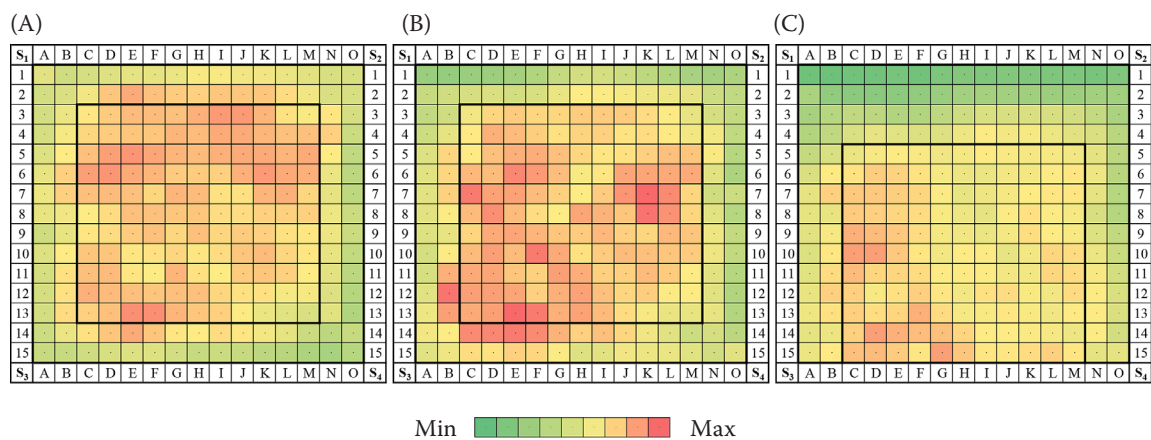 (A) (B) (C)
S1 A B C D E F G H I J K L M N O S2 S1 A B C D E F G H I J K L M N O S2 S1 A B C D E F G H I J K L M N O S2
1 1 1 1 1 1
2 2 2 2 2 2
3 3 3 3 3 3
4 4 4 4 4 4
5 5 5 5 5 5
6 6 6 6 6 6
7 7 7 7 7 7
8 8 8 8 8 8
9 9 9 9 9 9
10 10 10 10 10 10
11 11 11 11 11 11
12 12 12 12 12 12
13 13 13 13 13 13
14 14 14 14 14 14
15 15 15 15 15 15
S3 A B C D E F G H I J K L M N O S4 S3 A B C D E F G H I J K L M N O S4 S3 A B C D E F G H I J K L M N O S4
Min Max